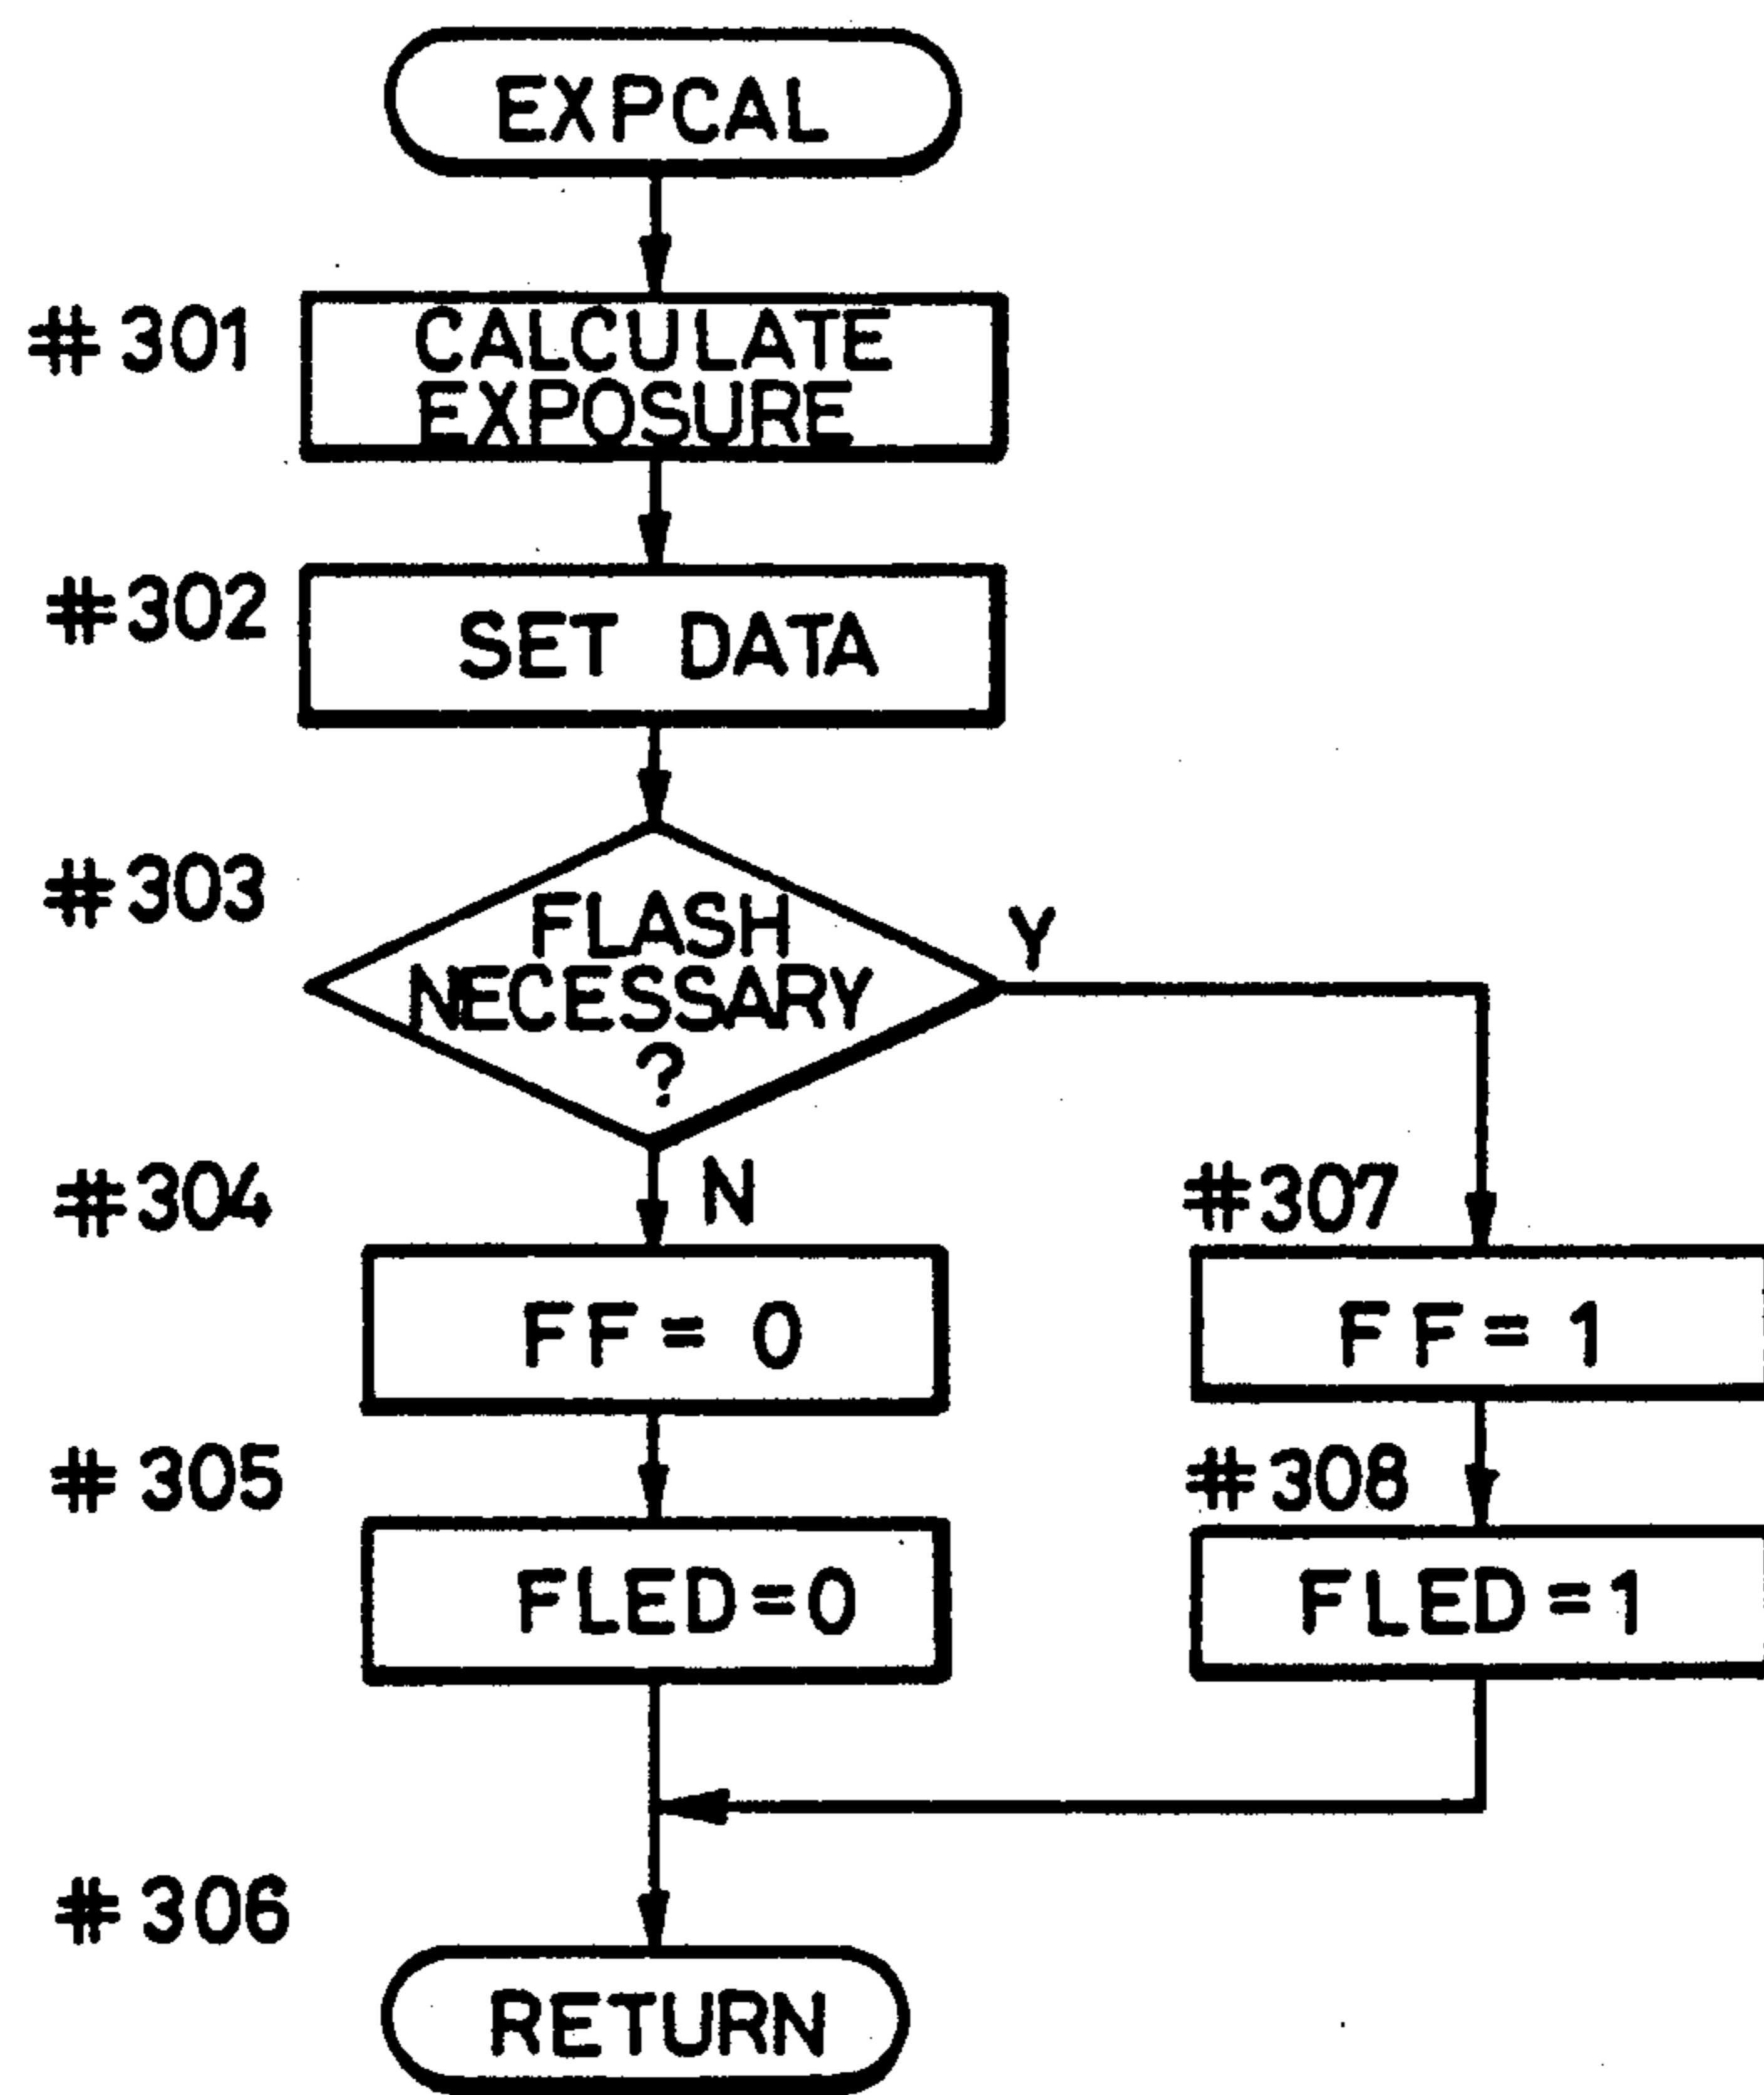 EXPCAL
#301
CALCULATE
EXPOSURE
#302
SET DATA
#303
FLASH
NECESSARY
?
Y
N
#304
FF = 0
#305
FLED=0
#307
FF = 1
#308
FLED=1
#306
RETURN